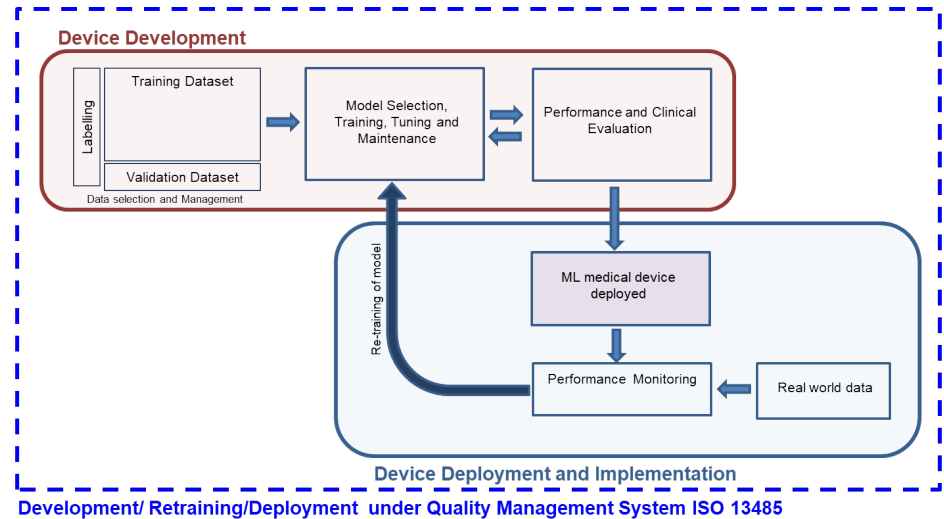 Device Development
Labelling
Training Dataset
Validation Dataset
Data selection and Management
Model Selection,
Training, Tuning and
Maintenance
Performance and Clinical
Evaluation
Re-training of model
ML medical device
deployed
Performance Monitoring
Real world data
Device Deployment and Implementation
Development/ Retraining/Deployment under Quality Management System ISO 13485